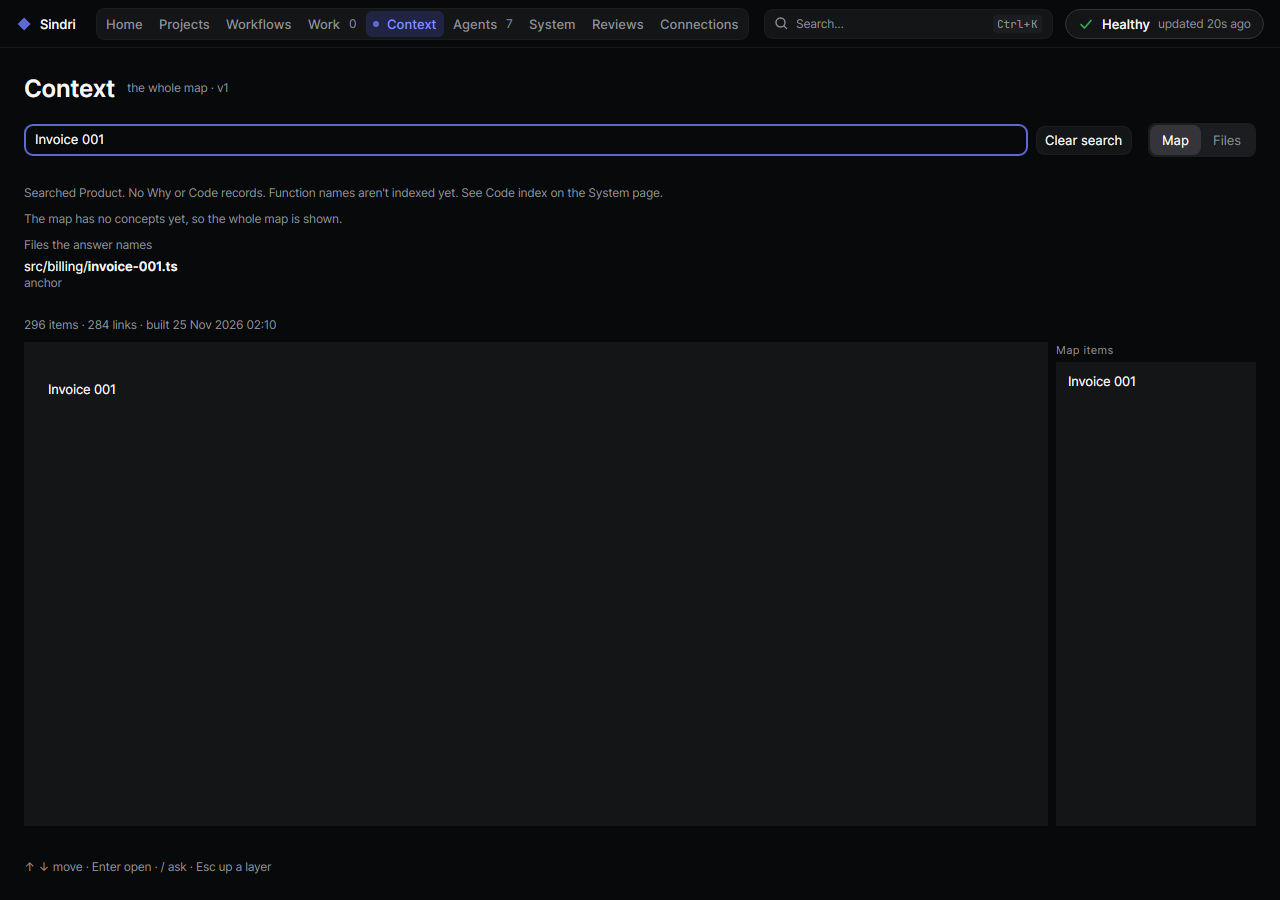 Sindri
Home Projects Workflows Work 0 Context Agents 7 System Reviews Connections
Search... Ctrl+K
Healthy updated 20s ago
Context the whole map · v1
Invoice 001
Clear search
Map Files
Searched Product. No Why or Code records. Function names aren't indexed yet. See Code index on the System page.
The map has no concepts yet, so the whole map is shown.
Files the answer names
src/billing/invoice-001.ts
anchor
296 items · 284 links · built 25 Nov 2026 02:10
Map items
Invoice 001
Invoice 001
↑ ↓ move · Enter open · / ask · Esc up a layer